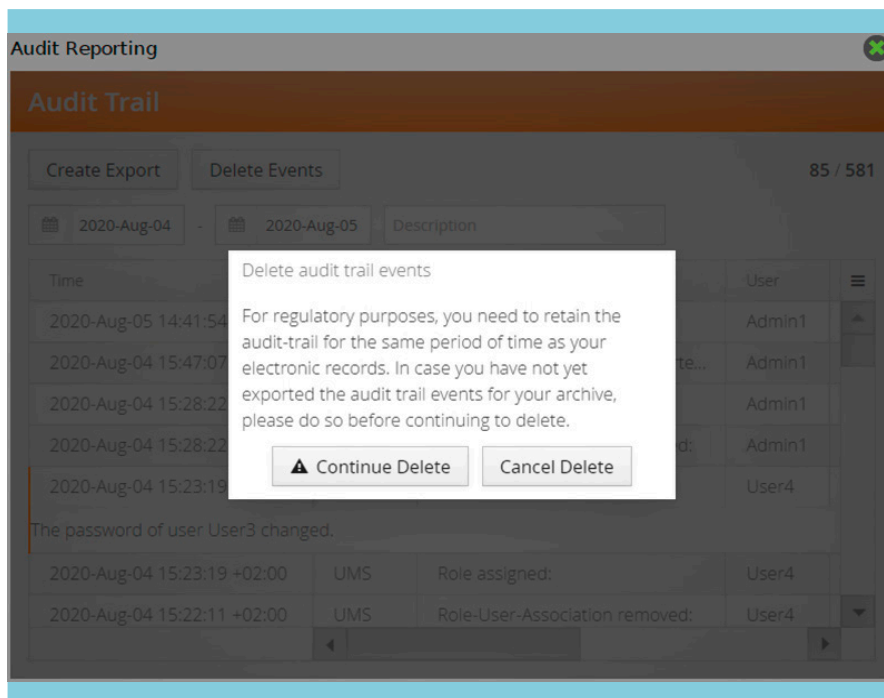 Audit Reporting
Audit Trail
Create Export Delete Events 85 / 581
2020-Aug-04 - 2020-Aug-05 Description
Delete audit trail events
For regulatory purposes, you need to retain the
audit-trail for the same period of time as your
electronic records. In case you have not yet
exported the audit trail events for your archive,
please do so before continuing to delete.
Continue Delete Cancel Delete
Time User
2020-Aug-05 14:41:54 Admin1
2020-Aug-04 15:47:07 rte... Admin1
2020-Aug-04 15:28:22 Admin1
2020-Aug-04 15:28:22 ed: Admin1
2020-Aug-04 15:23:19 User4
The password of user User3 changed.
2020-Aug-04 15:23:19 +02:00 UMS Role assigned: User4
2020-Aug-04 15:22:11 +02:00 UMS Role-User-Association removed: User4